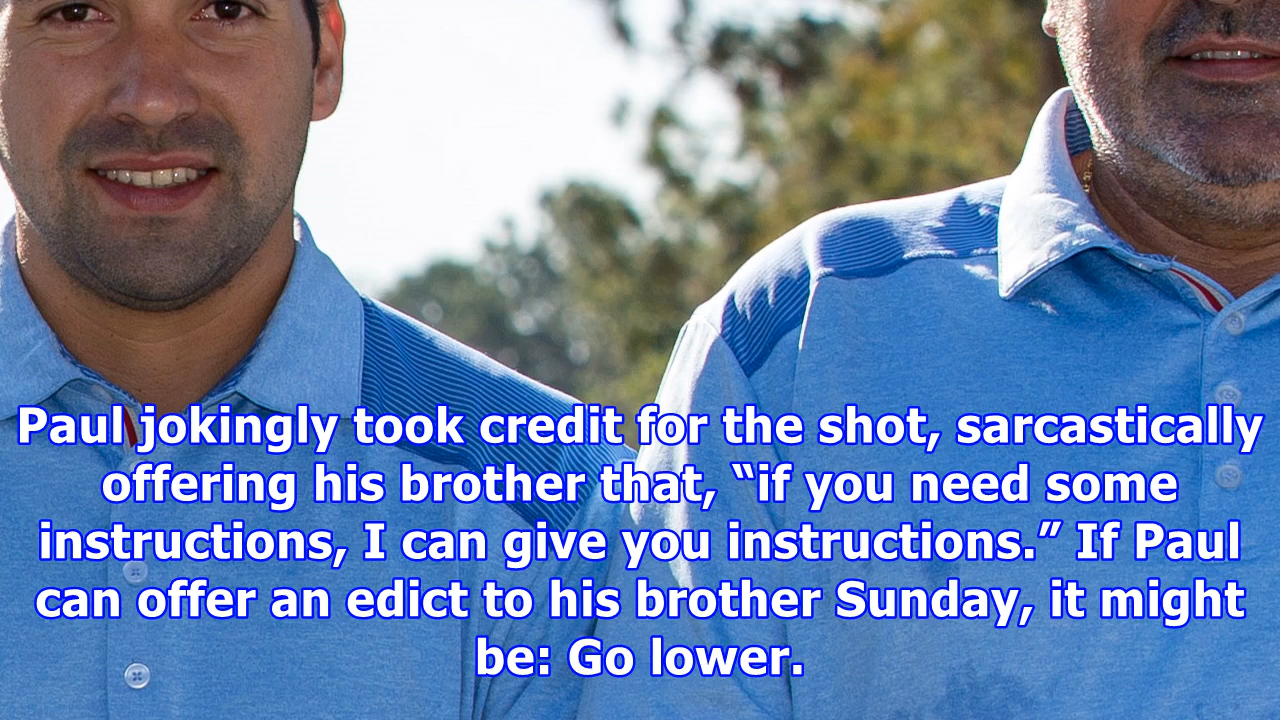 Paul jokingly took credit for the shot, sarcastically
offering his brother that, “if you need some
instructions, I can give you instructions.” If Paul
can offer an edict to his brother Sunday, it might
be: Go lower.